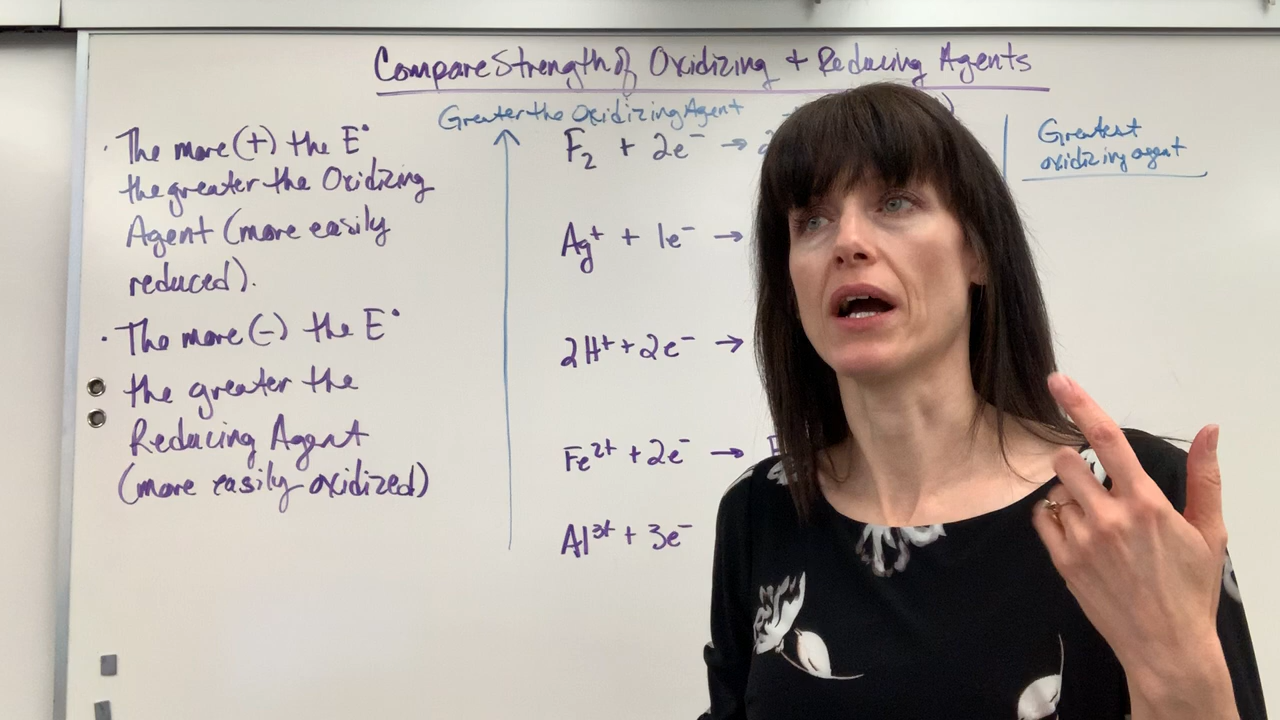 Compare Strength of Oxidizing + Reducing Agents
Greater the Oxidizing Agent
· The more (+) the E°
the greater the Oxidizing
Agent (more easily
reduced).
· The more (-) the E°
the greater the
Reducing Agent
(more easily oxidized)
F₂ + 2e⁻ → 2
Ag⁺ + 1e⁻ →
2H⁺ + 2e⁻ →
Fe²⁺ + 2e⁻ →
Al³⁺ + 3e⁻
Greatest
oxidizing agent